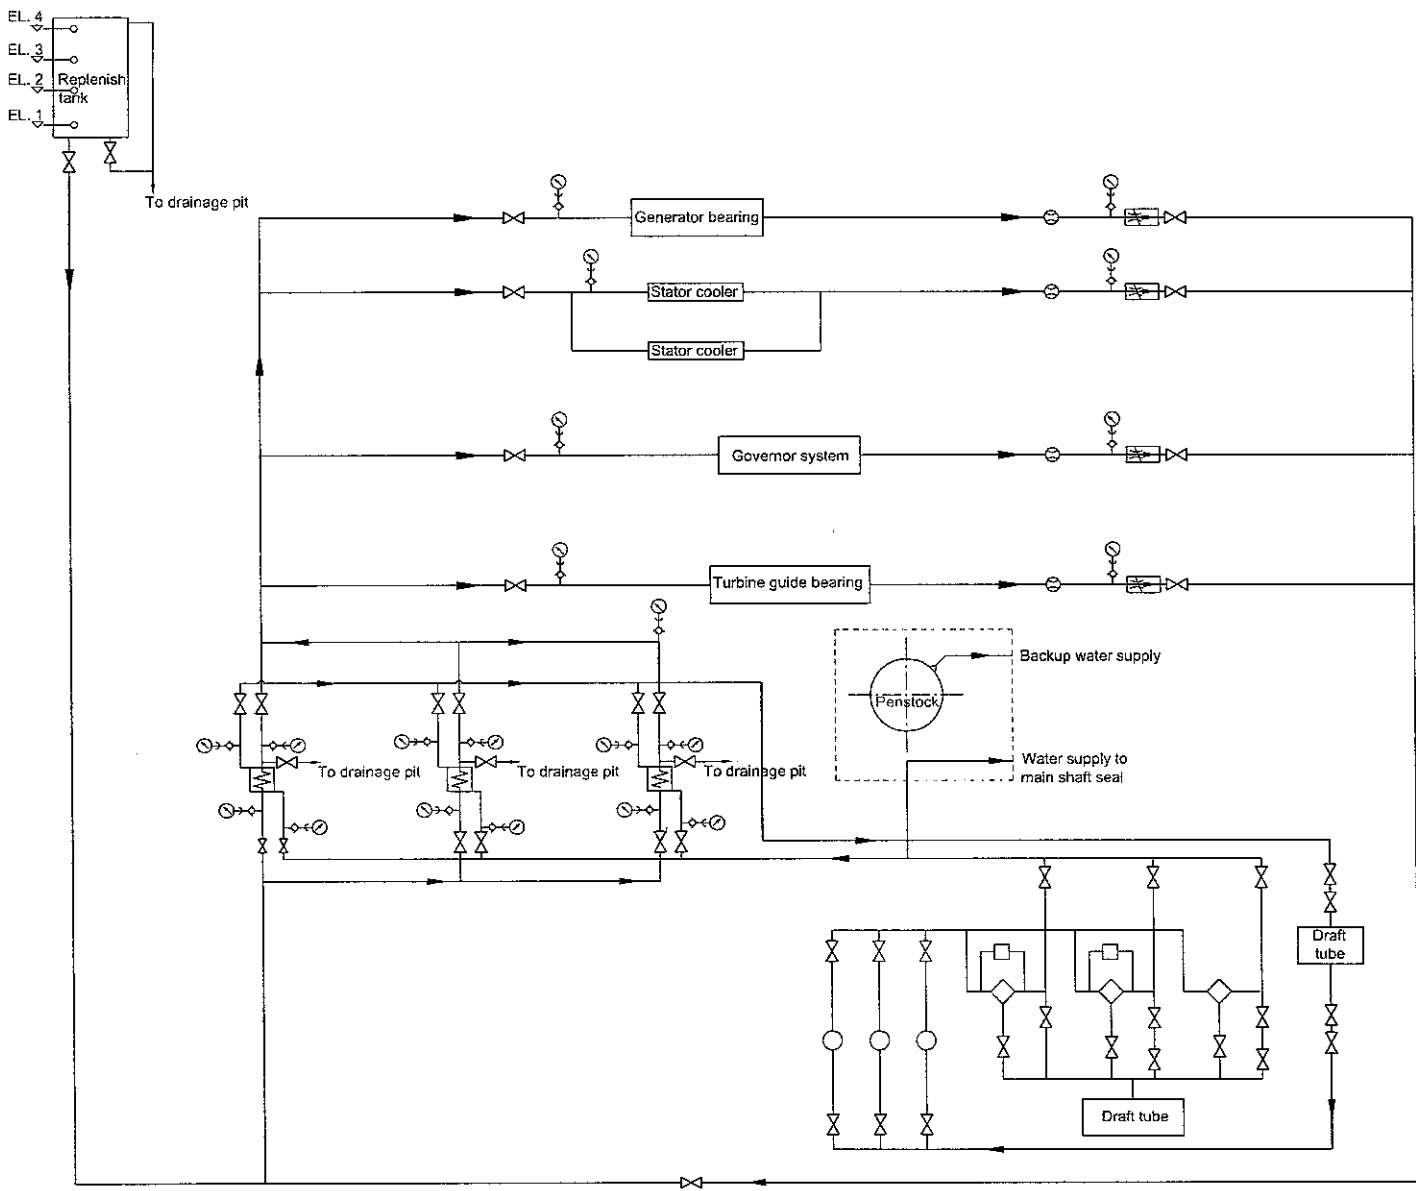 EL. 4
EL. 3
EL. 2
EL. 1
Replenish
tank
To drainage pit
Generator bearing
Stator cooler
Stator cooler
Governor system
Turbine guide bearing
Backup water supply
Penstock
Water supply to
main shaft seal
To drainage pit
To drainage pit
To drainage pit
Draft
tube
Draft tube